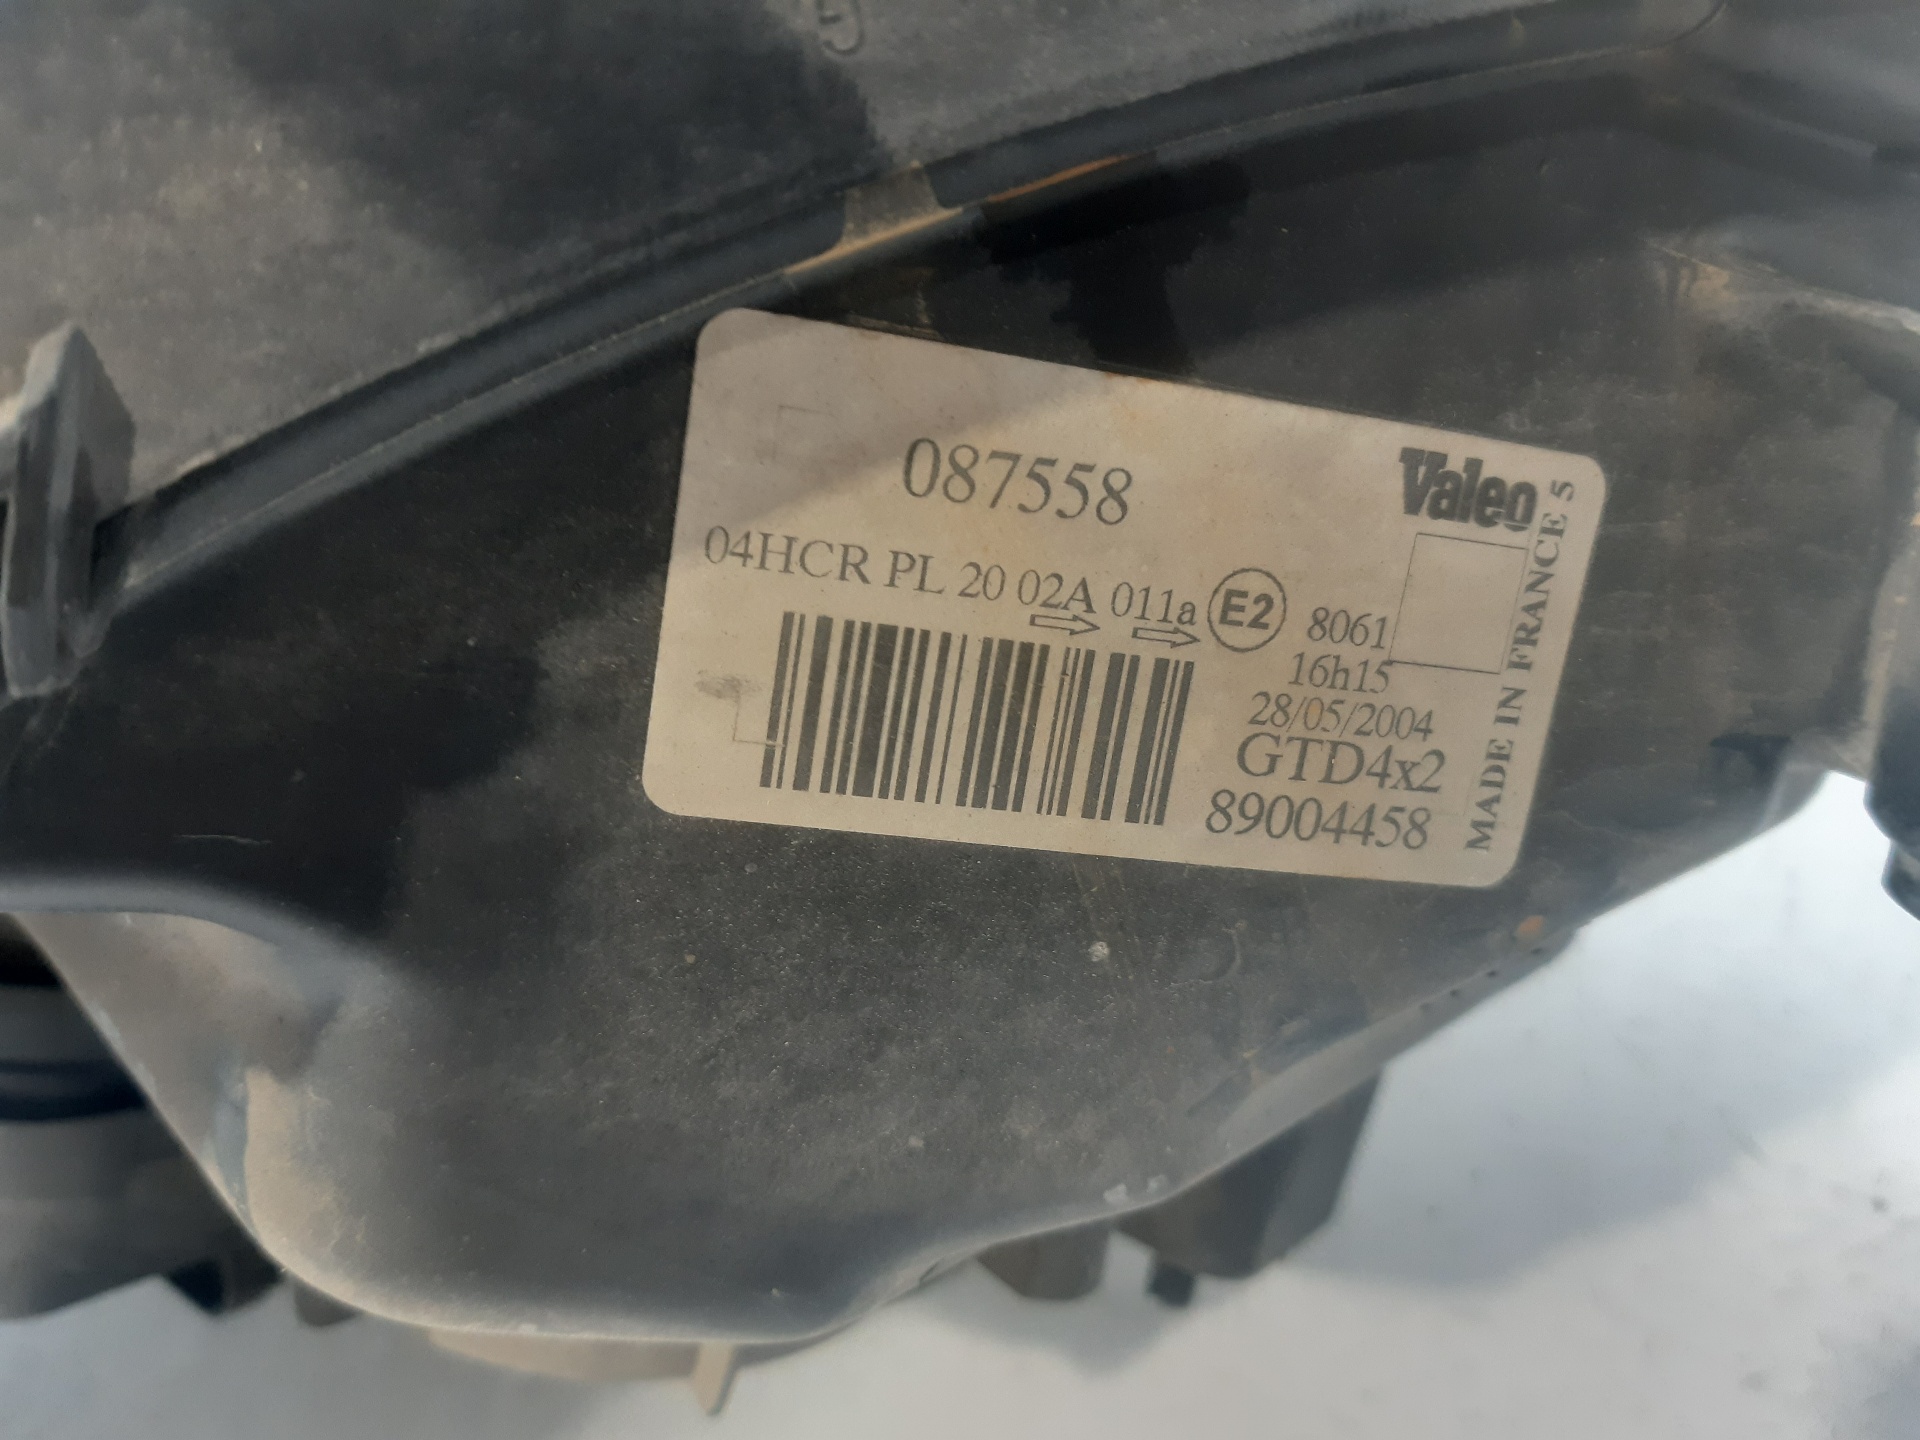 087558
Valeo
04HCR PL 20 02A 011a E2 8061
16h15
28/05/2004
GTD4x2
89004458
MADE IN FRANCE 5